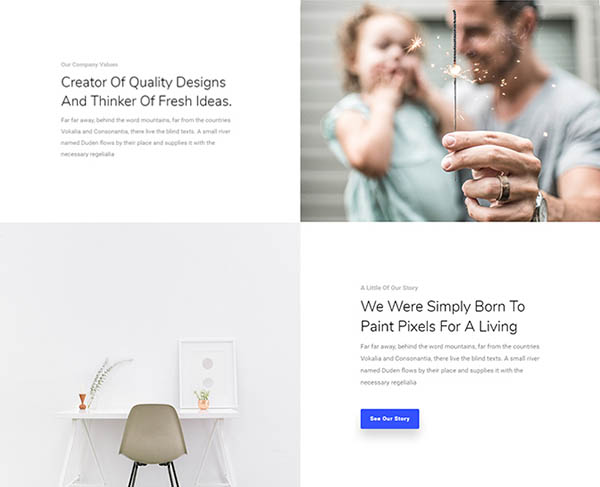 Our Company Values
Creator Of Quality Designs
And Thinker Of Fresh Ideas.
Far far away, behind the word mountains, far from the countries
Vokalia and Consonantia, there live the blind texts. A small river
named Duden flows by their place and supplies it with the
necessary regelialia
A Little Of Our Story
We Were Simply Born To
Paint Pixels For A Living
Far far away, behind the word mountains, far from the countries
Vokalia and Consonantia, there live the blind texts. A small river
named Duden flows by their place and supplies it with the
necessary regelialia
See Our Story